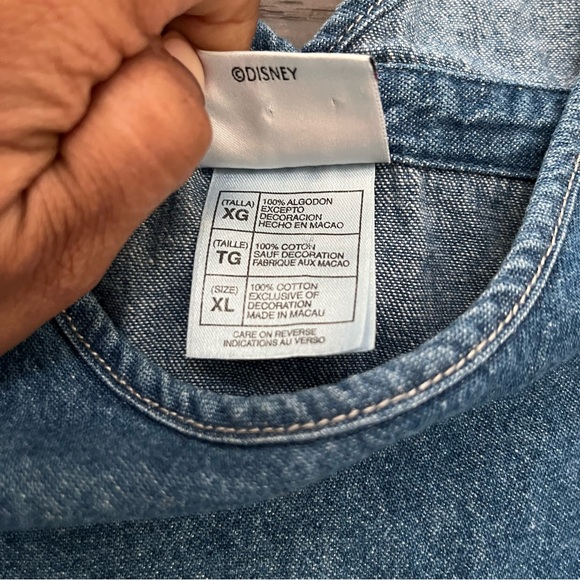 ©DISNEY
(TALLA) XG
100% ALGODON
EXCEPTO
DECORACION
HECHO EN MACAO
(TAILLE) TG
100% COTON
SAUF DECORATION
FABRIQUE AUX MACAO
(SIZE) XL
100% COTTON
EXCLUSIVE OF
DECORATION
MADE IN MACAU
CARE ON REVERSE
INDICATIONS AU VERSO